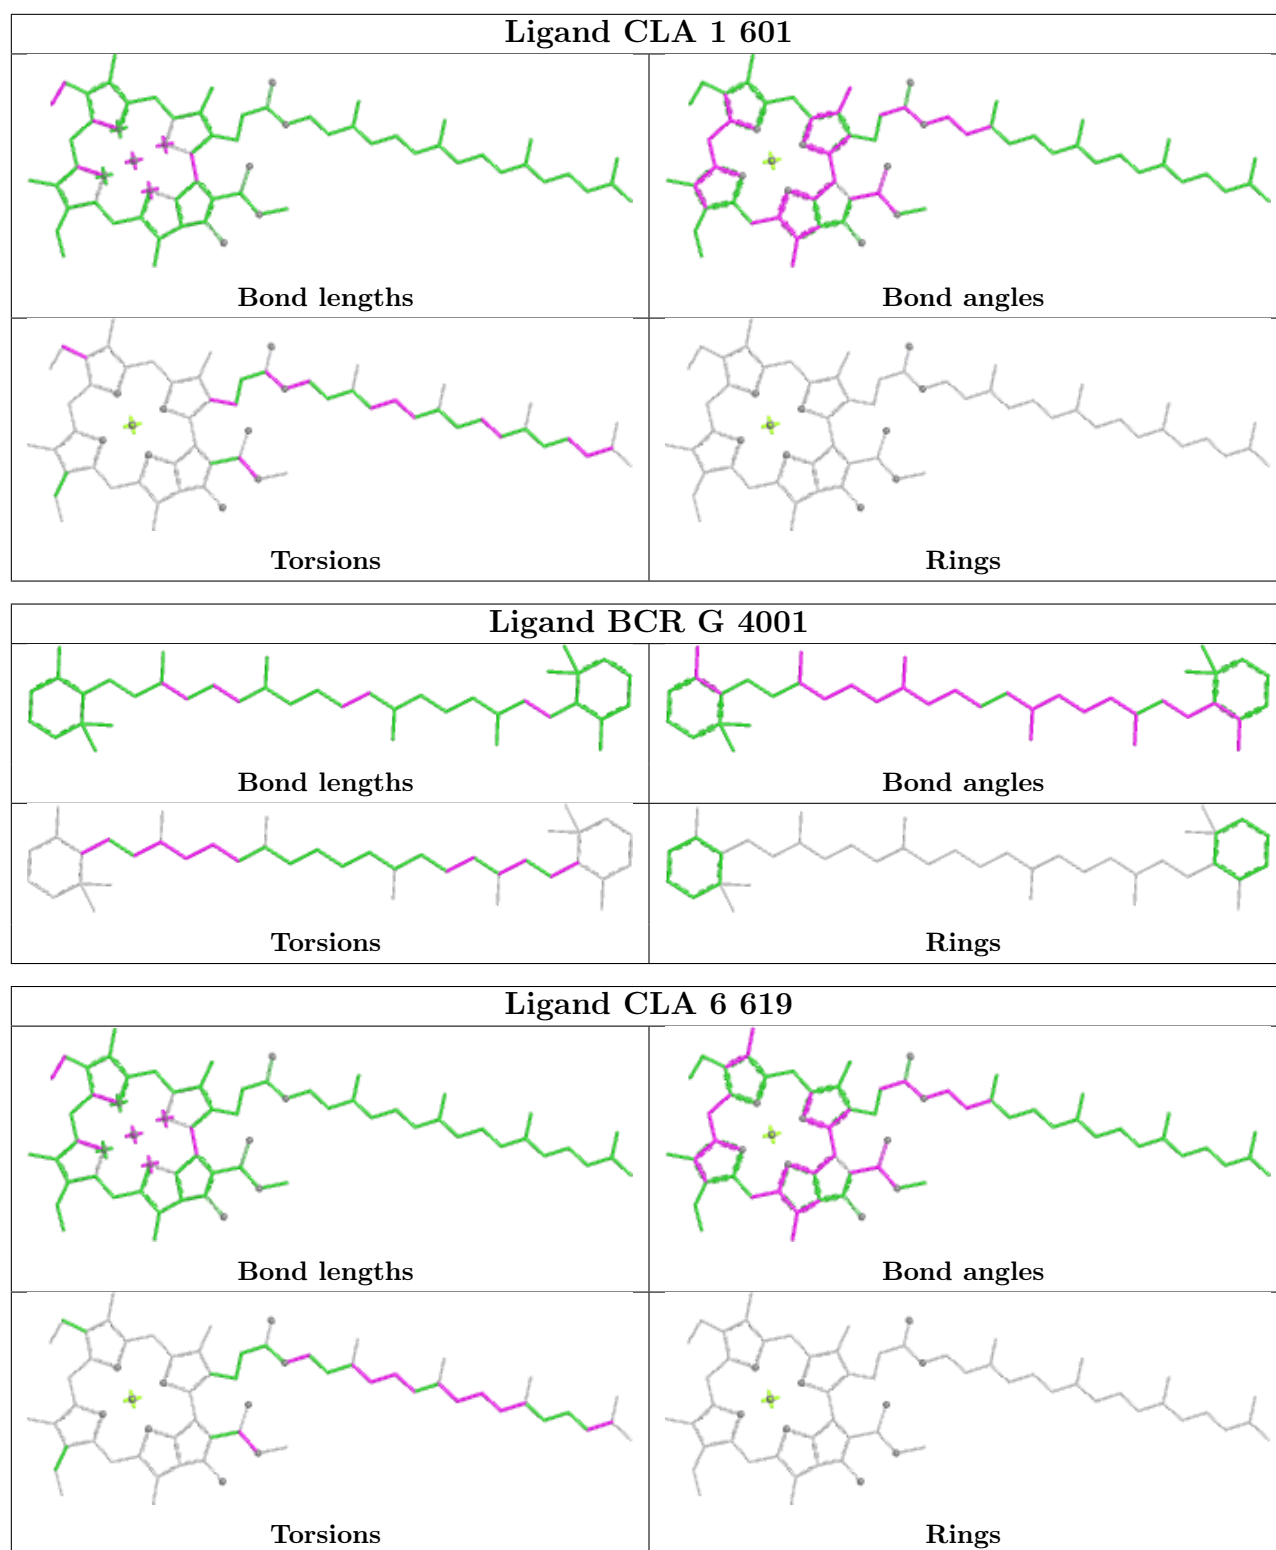 Ligand CLA 1 601
Bond lengths
Bond angles
Torsions
Rings
Ligand BCR G 4001
Bond lengths
Bond angles
Torsions
Rings
Ligand CLA 6 619
Bond lengths
Bond angles
Torsions
Rings